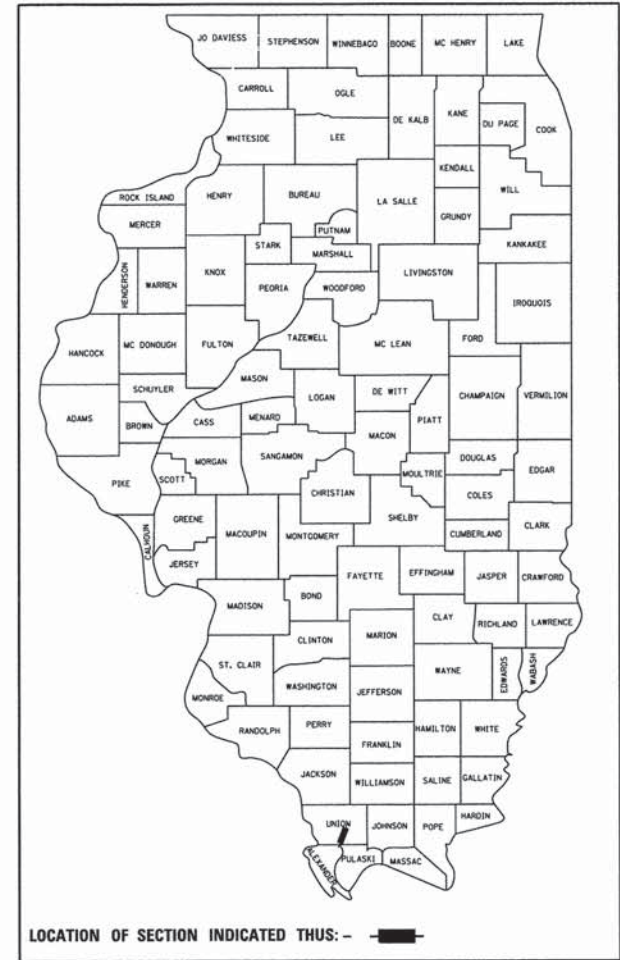 JO DAVIESS STEPHENSON WINNEBAGO BOONE MC HENRY LAKE
CARROLL OGLE DE KALB KANE DU PAGE COOK
WHITESIDE LEE KENDALL WILL
ROCK ISLAND HENRY BUREAU LA SALLE GRUNDY
MERCER STARK PUTNAM MARSHALL KANKAKEE
HENDERSON WARREN KNOX PEORIA WOODFORD LIVINGSTON IROQUOIS
HANCOCK MC DONOUGH FULTON TAZEWELL MC LEAN FORD
SCHUYLER MASON LOGAN DE WITT CHAMPAIGN VERMILION
ADAMS BROWN CASS MENARD MACON PIATT
PIKE SCOTT MORGAN SANGAMON CHRISTIAN MOULTRIE DOUGLAS EDGAR
COLES
CALHOUN GREENE MACOUPIN MONTGOMERY SHELBY CUMBERLAND CLARK
JERSEY FAYETTE EFFINGHAM JASPER CRAWFORD
MADISON BOND CLAY RICHLAND LAWRENCE
CLINTON MARION
ST. CLAIR WAYNE EDWARDS WABASH
MONROE WASHINGTON JEFFERSON
RANDOLPH PERRY HAMILTON WHITE
FRANKLIN
JACKSON WILLIAMSON SALINE GALLATIN
UNION JOHNSON POPE HARDIN
ALEXANDER PULASKI MASSAC
LOCATION OF SECTION INDICATED THUS: -